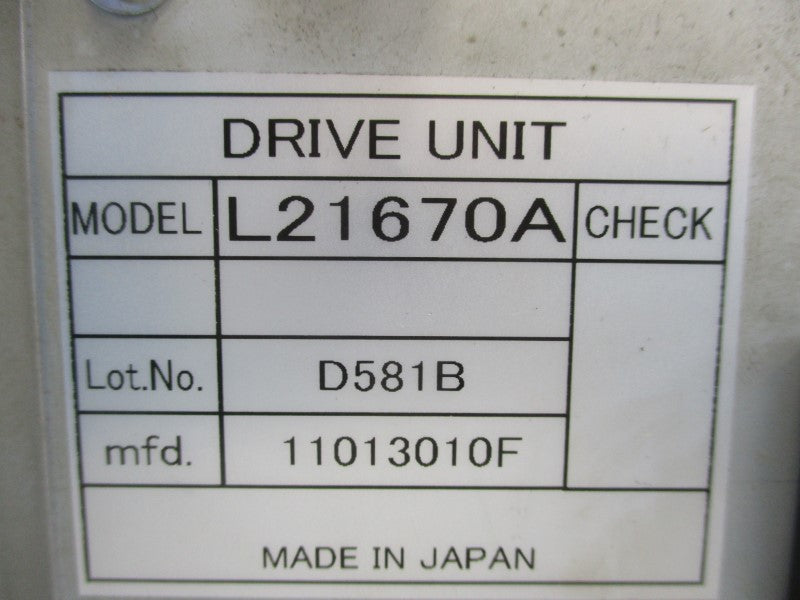 DRIVE UNIT
MODEL L21670A CHECK
Lot.No. D581B
mfd. 11013010F
MADE IN JAPAN